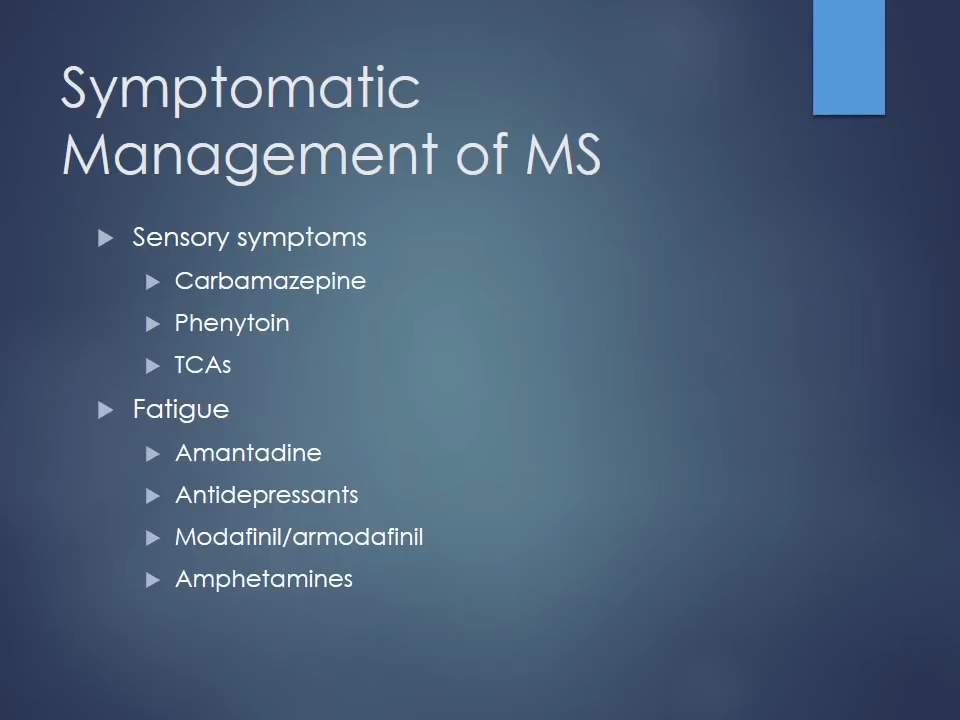 Symptomatic
Management of MS
Sensory symptoms
Carbamazepine
Phenytoin
TCAs
Fatigue
Amantadine
Antidepressants
Modafinil/armodafinil
Amphetamines